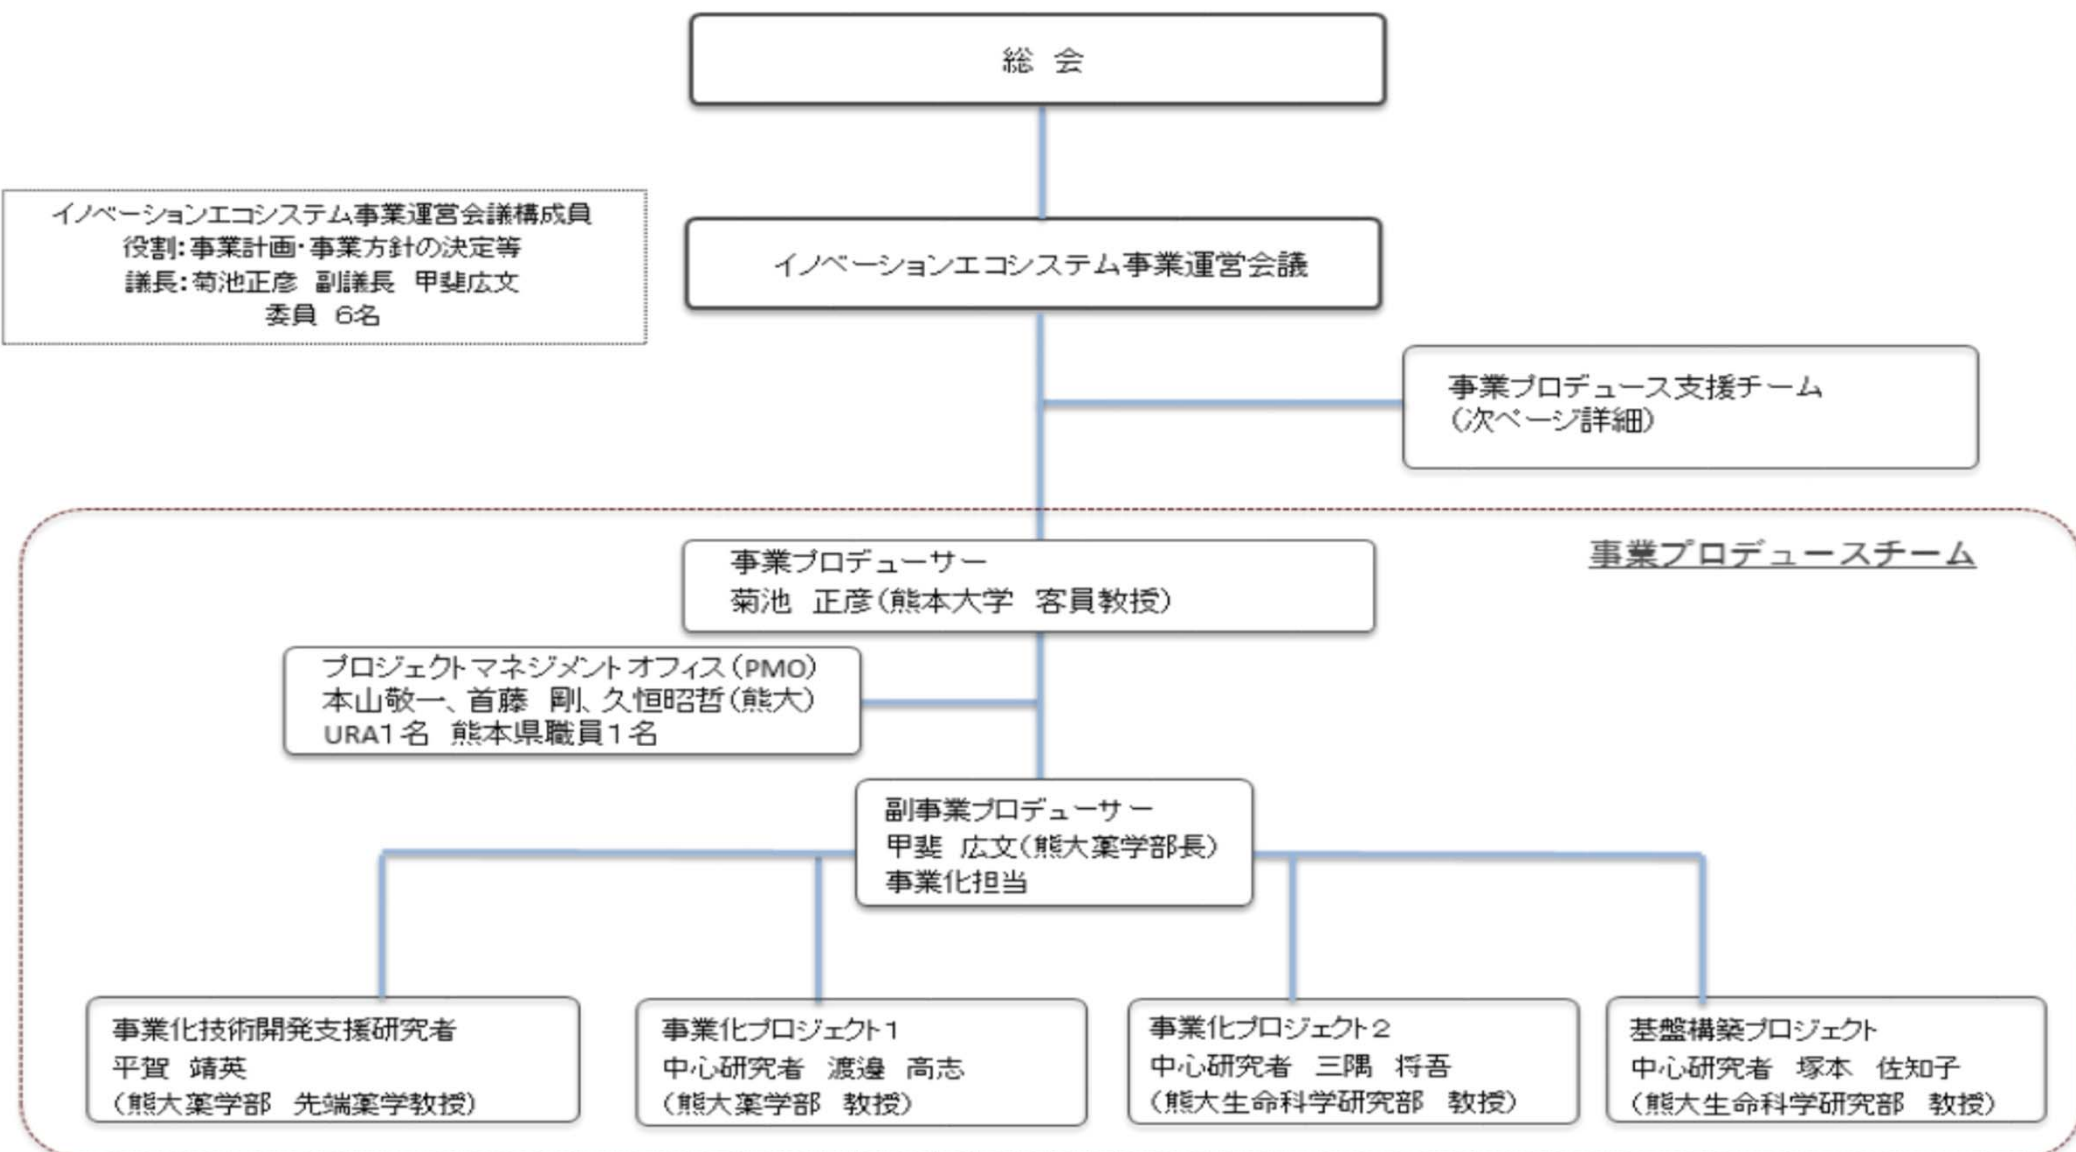 総 会
イノベーションエコシステム事業運営会議構成員
役割:事業計画・事業方針の決定等
議長:菊池正彦 副議長 甲斐広文
委員 6名
イノベーションエコシステム事業運営会議
事業プロデュース支援チーム
(次ページ詳細)
事業プロデュースチーム
事業プロデューサー
菊池 正彦(熊本大学 客員教授)
プロジェクトマネジメントオフィス(PMO)
本山敬一、首藤 剛、久恒昭哲(熊大)
URA1名 熊本県職員1名
副事業プロデューサー
甲斐 広文(熊大薬学部長)
事業化担当
事業化技術開発支援研究者
平賀 靖英
(熊大薬学部 先端薬学教授)
事業化プロジェクト1
中心研究者 渡邉 高志
(熊大薬学部 教授)
事業化プロジェクト2
中心研究者 三隅 将吾
(熊大生命科学研究部 教授)
基盤構築プロジェクト
中心研究者 塚本 佐知子
(熊大生命科学研究部 教授)